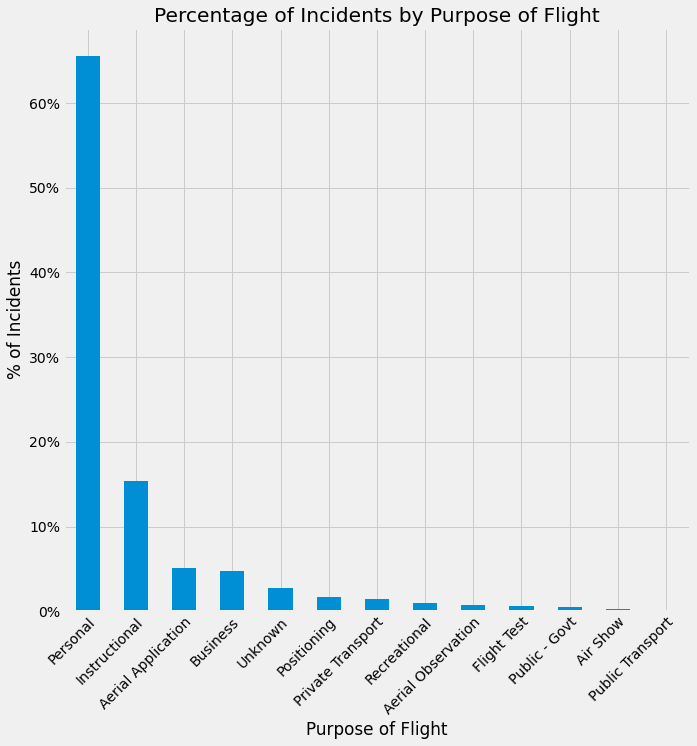 Percentage of Incidents by Purpose of Flight
60%
50%
40%
30%
20%
10%
0%
% of Incidents
Personal
Instructional
Aerial Application
Business
Unknown
Positioning
Private Transport
Recreational
Aerial Observation
Flight Test
Public - Govt
Air Show
Public Transport
Purpose of Flight